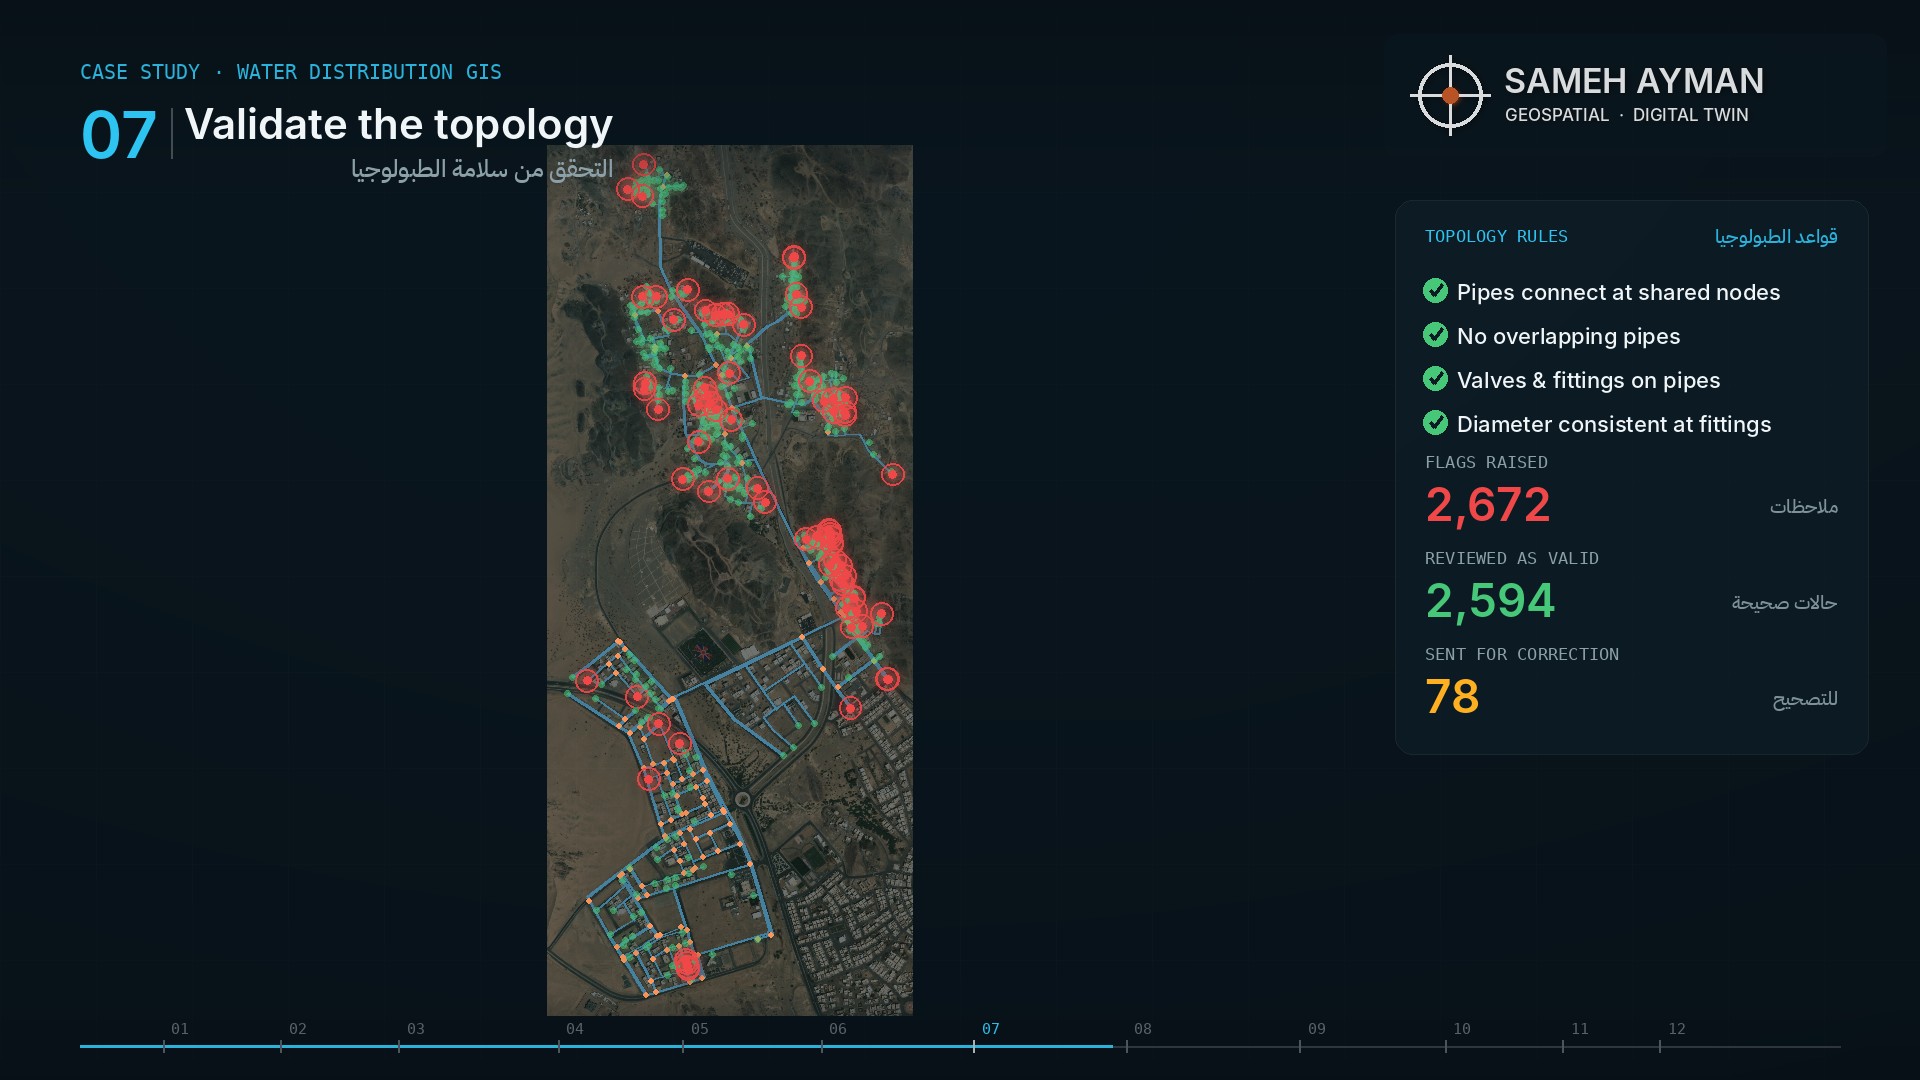 CASE STUDY · WATER DISTRIBUTION GIS
07 Validate the topology
التحقق من سلامة الطبولوجيا
SAMEH AYMAN
GEOSPATIAL · DIGITAL TWIN
TOPOLOGY RULES قواعد الطبولوجيا
Pipes connect at shared nodes
No overlapping pipes
Valves & fittings on pipes
Diameter consistent at fittings
FLAGS RAISED
2,672 ملاحظات
REVIEWED AS VALID
2,594 حالات صحيحة
SENT FOR CORRECTION
78 للتصحيح
01 02 03 04 05 06 07 08 09 10 11 12